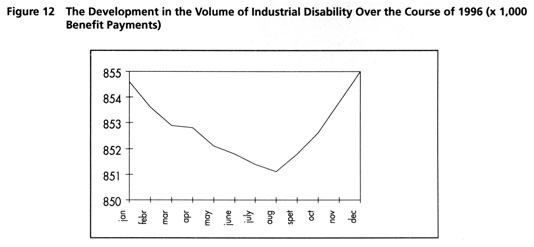 Figure 12 The Development in the Volume of Industrial Disability Over the Course of 1996 (x 1,000
Benefit Payments)
855
854
853
852
851
850
jan
febr
mar
apr
may
june
july
aug
spet
oct
nov
dec